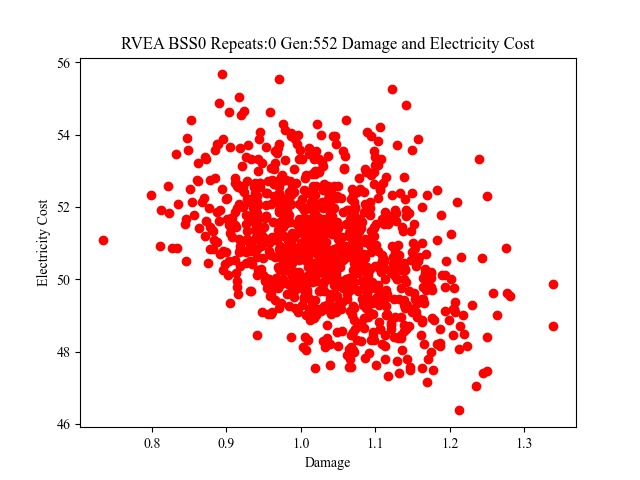 RVEA BSS0 Repeats:0 Gen:552 Damage and Electricity Cost
56
54
52
50
48
46
Electricity Cost
0.8 0.9 1.0 1.1 1.2 1.3
Damage